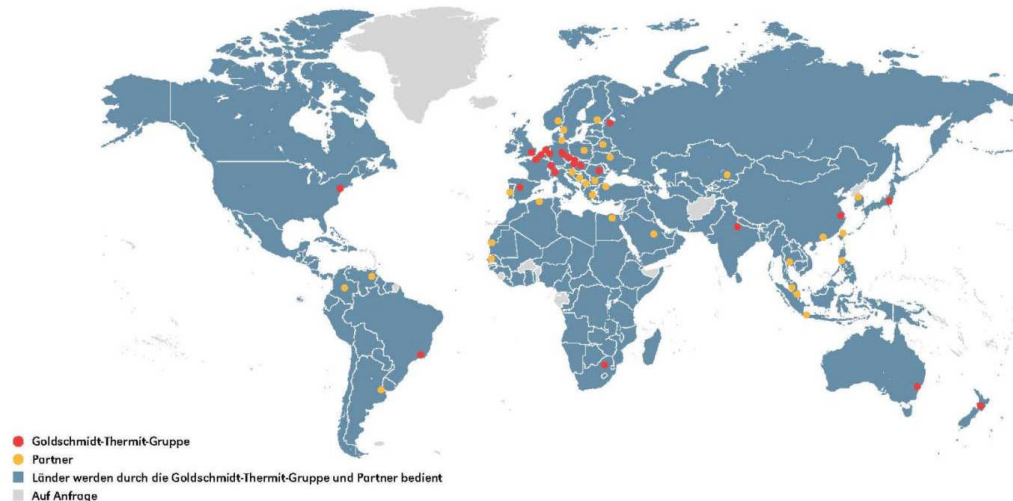 Goldschmidt-Thermit-Gruppe
Partner
Länder werden durch die Goldschmidt-Thermit-Gruppe und Partner bedient
Auf Anfrage